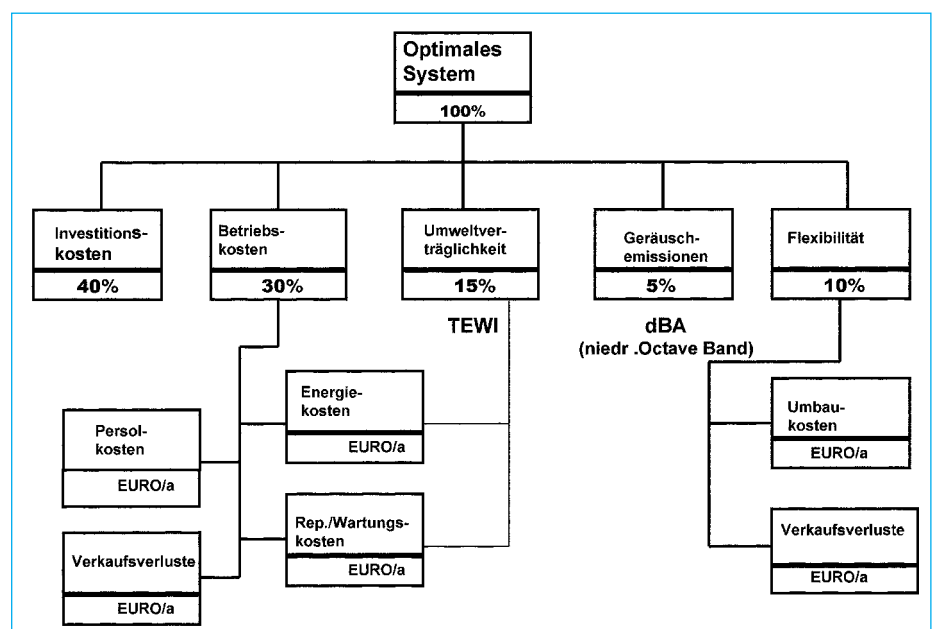 Optimales
System
100%
Investitions-
kosten
40%
Betriebs-
kosten
30%
Umweltver-
träglichkeit
15%
Geräusch-
emissionen
5%
Flexibilität
10%
TEWI
dBA
(niedr .Octave Band)
Energie-
kosten
EURO/a
Persol-
kosten
EURO/a
Umbau-
kosten
EURO/a
Rep./Wartungs-
kosten
EURO/a
Verkaufsverluste
EURO/a
Verkaufsverluste
EURO/a